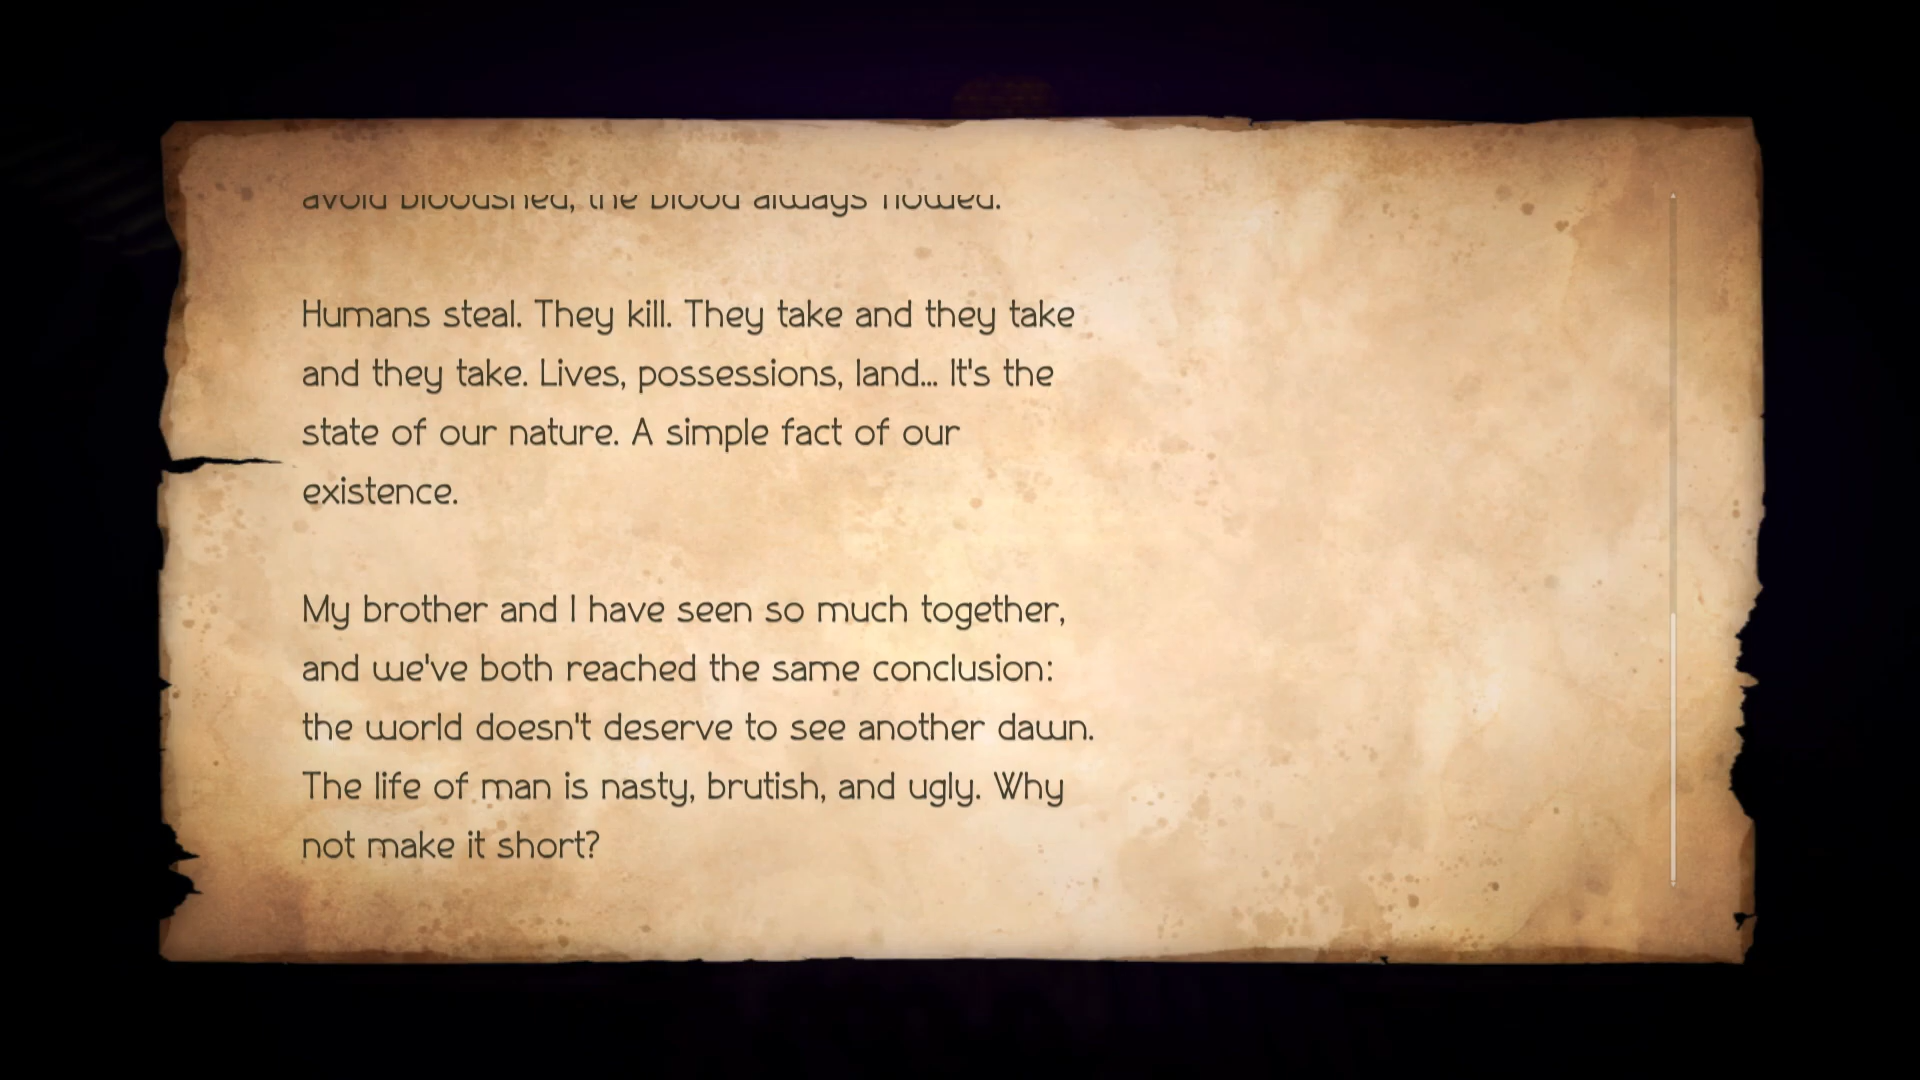 avoid bloodshed, the blood always flowed.
Humans steal. They kill. They take and they take
and they take. Lives, possessions, land... It's the
state of our nature. A simple fact of our
existence.
My brother and I have seen so much together,
and we've both reached the same conclusion:
the world doesn't deserve to see another dawn.
The life of man is nasty, brutish, and ugly. Why
not make it short?